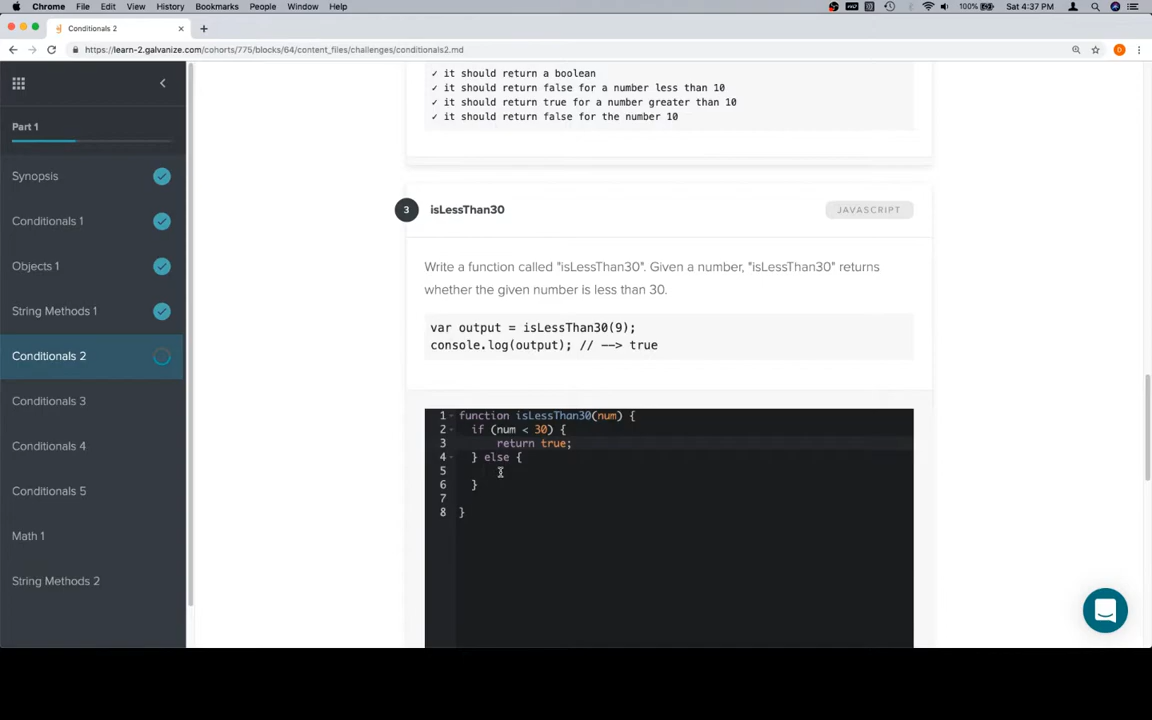 Chrome File Edit View History Bookmarks People Window Help
100% Sat 4:37 PM
Conditionals 2
https://learn-2.galvanize.com/cohorts/775/blocks/64/content_files/challenges/conditionals2.md
D
Part 1
Synopsis
Conditionals 1
Objects 1
String Methods 1
Conditionals 2
Conditionals 3
Conditionals 4
Conditionals 5
Math 1
String Methods 2
✓ it should return a boolean
✓ it should return false for a number less than 10
✓ it should return true for a number greater than 10
✓ it should return false for the number 10
3 isLessThan30 JAVASCRIPT
Write a function called "isLessThan30". Given a number, "isLessThan30" returns
whether the given number is less than 30.
var output = isLessThan30(9);
console.log(output); // --> true
1 function isLessThan30(num) {
2 if (num < 30) {
3 return true;
4 } else {
5
6 }
7
8 }